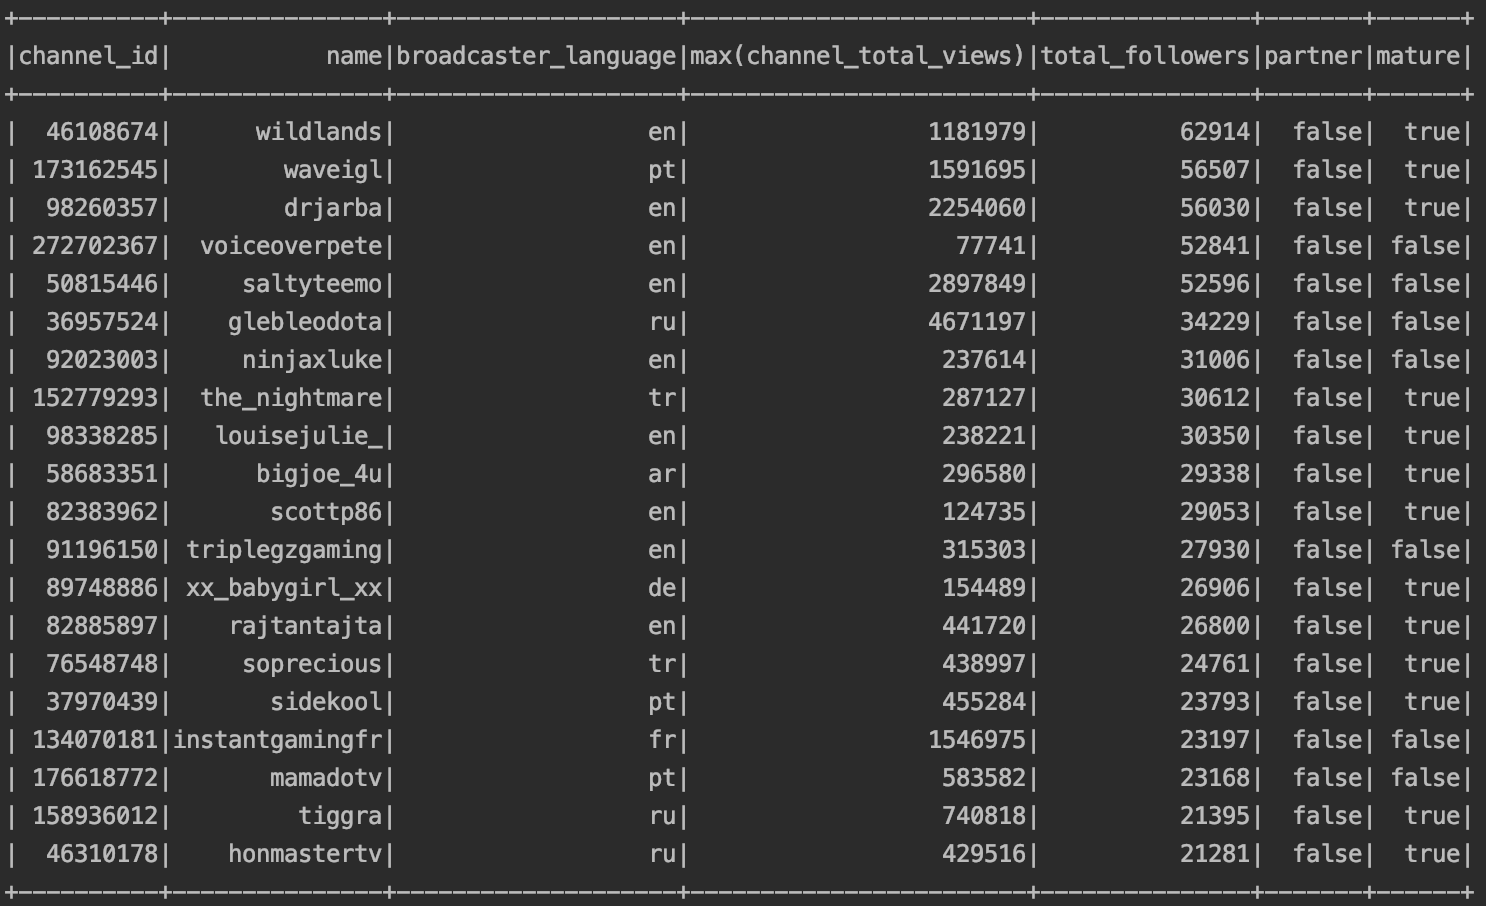 +----------+---------------+--------------------+------------------------+---------------+-------+------+
|channel_id|           name|broadcaster_language|max(channel_total_views)|total_followers|partner|mature|
+----------+---------------+--------------------+------------------------+---------------+-------+------+
|  46108674|      wildlands|                  en|                 1181979|          62914|  false|  true|
| 173162545|        waveigl|                  pt|                 1591695|          56507|  false|  true|
|  98260357|        drjarba|                  en|                 2254060|          56030|  false|  true|
| 272702367|  voiceoverpete|                  en|                   77741|          52841|  false| false|
|  50815446|     saltyteemo|                  en|                 2897849|          52596|  false| false|
|  36957524|    glebleodota|                  ru|                 4671197|          34229|  false| false|
|  92023003|     ninjaxluke|                  en|                  237614|          31006|  false| false|
| 152779293|  the_nightmare|                  tr|                  287127|          30612|  false|  true|
|  98338285|   louisejulie_|                  en|                  238221|          30350|  false|  true|
|  58683351|      bigjoe_4u|                  ar|                  296580|          29338|  false|  true|
|  82383962|       scottp86|                  en|                  124735|          29053|  false|  true|
|  91196150| triplegzgaming|                  en|                  315303|          27930|  false| false|
|  89748886| xx_babygirl_xx|                  de|                  154489|          26906|  false|  true|
|  82885897|    rajtantajta|                  en|                  441720|          26800|  false|  true|
|  76548748|     soprecious|                  tr|                  438997|          24761|  false|  true|
|  37970439|       sidekool|                  pt|                  455284|          23793|  false|  true|
| 134070181|instantgamingfr|                  fr|                 1546975|          23197|  false| false|
| 176618772|       mamadotv|                  pt|                  583582|          23168|  false| false|
| 158936012|         tiggra|                  ru|                  740818|          21395|  false|  true|
|  46310178|    honmastertv|                  ru|                  429516|          21281|  false|  true|
+----------+---------------+--------------------+------------------------+---------------+-------+------+